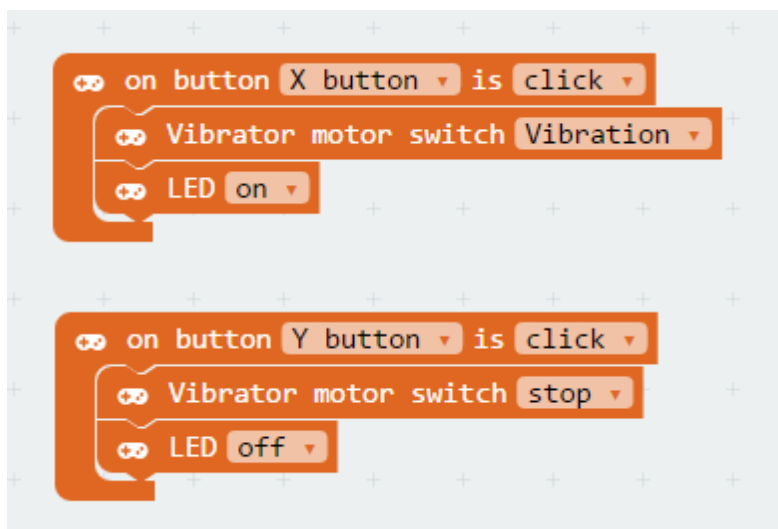 on button X button is click
Vibrator motor switch Vibration
LED on
on button Y button is click
Vibrator motor switch stop
LED off